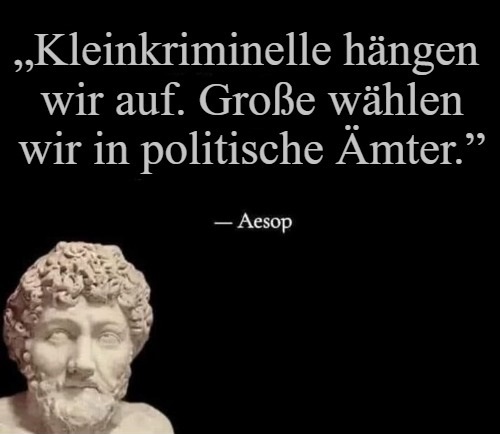 „Kleinkriminelle hängen
wir auf. Große wählen
wir in politische Ämter.”
— Aesop